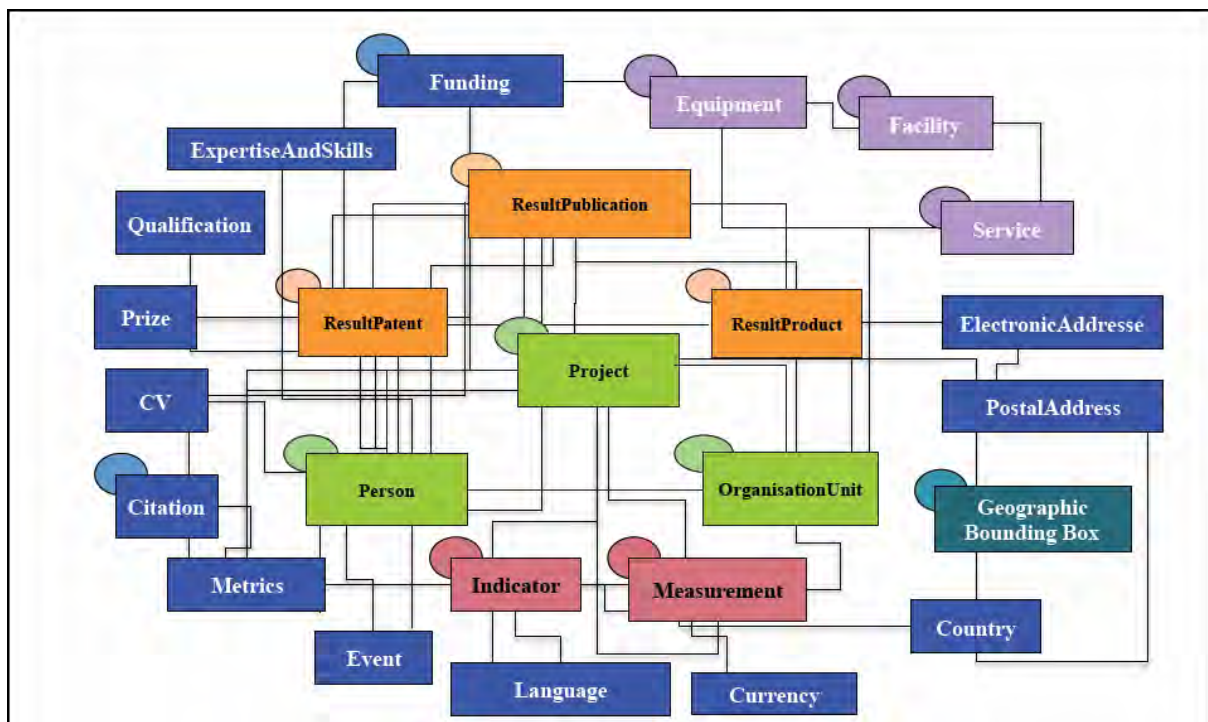 Funding
Equipment
Facility
ExpertiseAndSkills
ResultPublication
Qualification
Service
Prize
ResultPatent
ResultProduct
ElectronicAddresse
Project
CV
PostalAddress
Person
OrganisationUnit
Citation
Geographic
Bounding Box
Metrics
Indicator
Measurement
Country
Event
Language
Currency